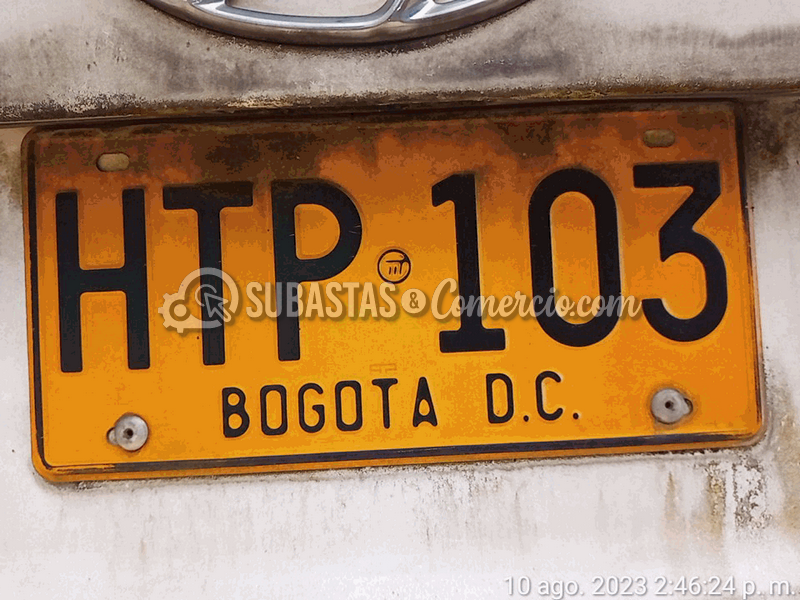 HTP 103
SUBASTAS&Comercio.com
BOGOTA D.C.
10 ago. 2023 2:46:24 p. m.